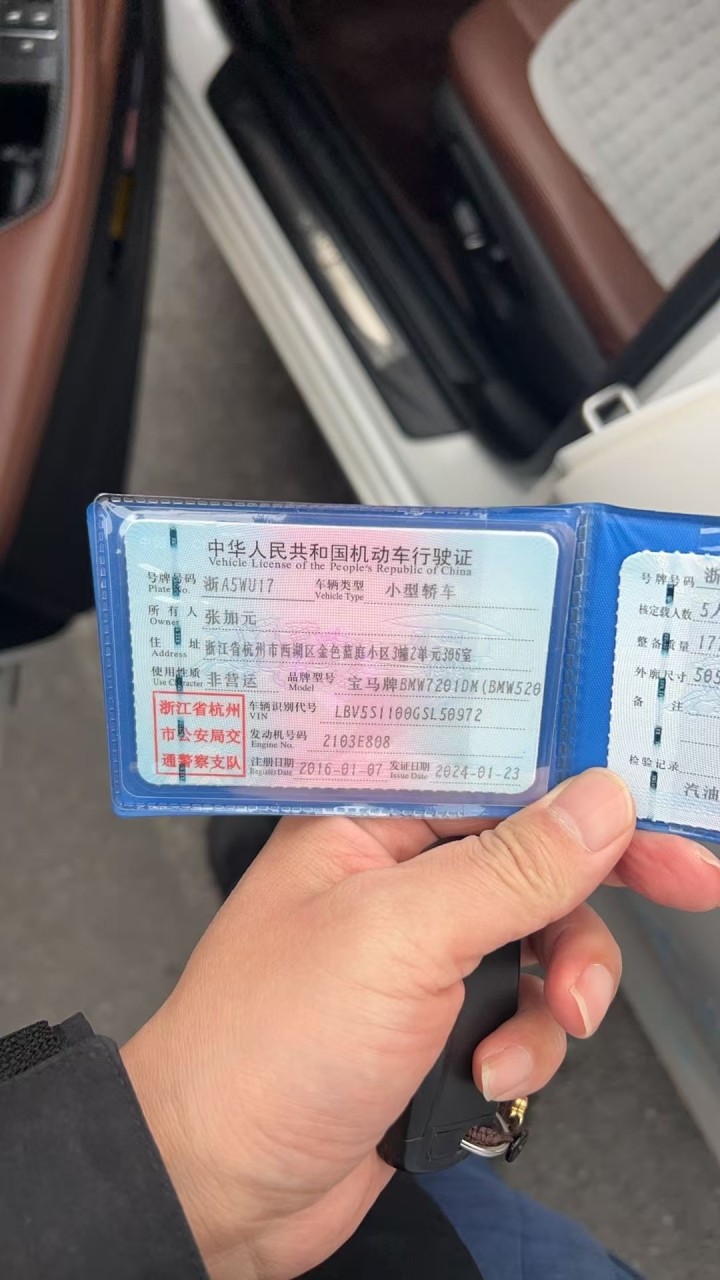 中华人民共和国机动车行驶证
Vehicle License of the People's Republic of China
号牌号码 浙A5WU17 车辆类型 小型轿车
Plate No. Vehicle Type
所有人 张加元
Owner
住址 浙江省杭州市西湖区金色蓝庭小区3幢2单元306室
Address
使用性质 非营运 品牌型号 宝马牌BMW7201DM(BMW520
Use Character Model
浙江省杭州
市公安局交
通警察支队
车辆识别代号 LBV5S1100GSL50972
VIN
发动机号码 2103E808
Engine No.
注册日期 2016-01-07 发证日期 2024-01-23
Register Date Issue Date
号牌号码 浙
核定载人数 5
整备质量 17
外廓尺寸 505
备注
检验记录
汽油